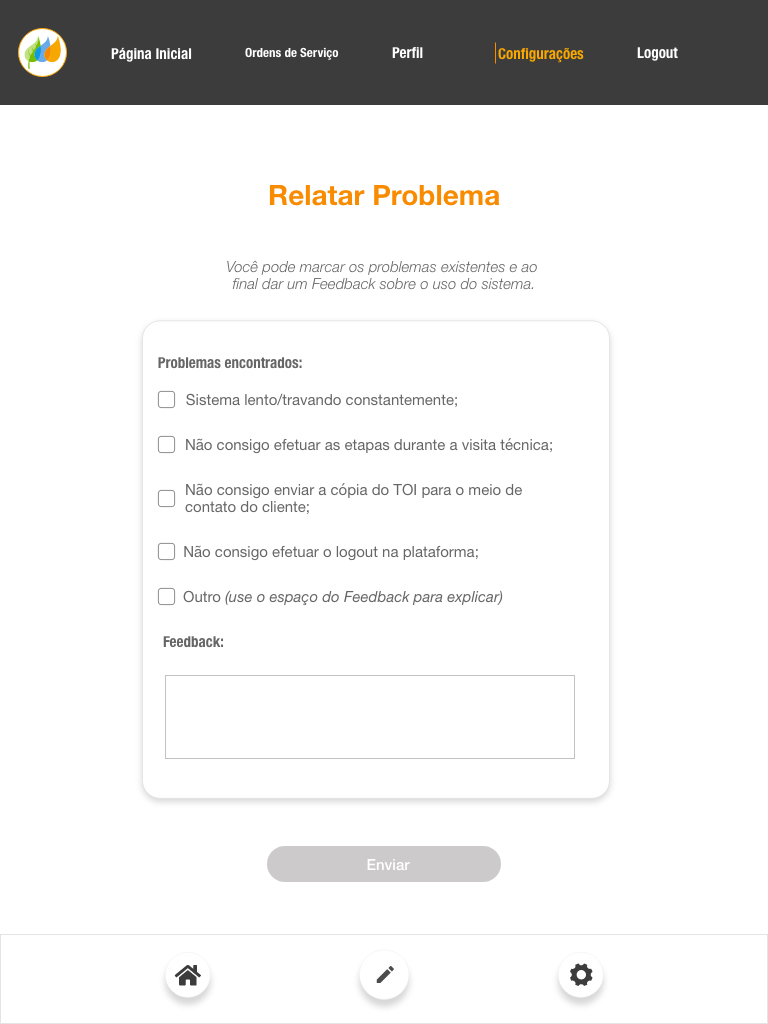 Página Inicial
Ordens de Serviço
Perfil
Configurações
Logout
Relatar Problema
Você pode marcar os problemas existentes e ao
final dar um Feedback sobre o uso do sistema.
Problemas encontrados:
Sistema lento/travando constantemente;
Não consigo efetuar as etapas durante a visita técnica;
Não consigo enviar a cópia do TOI para o meio de
contato do cliente;
Não consigo efetuar o logout na plataforma;
Outro (use o espaço do Feedback para explicar)
Feedback:
Enviar